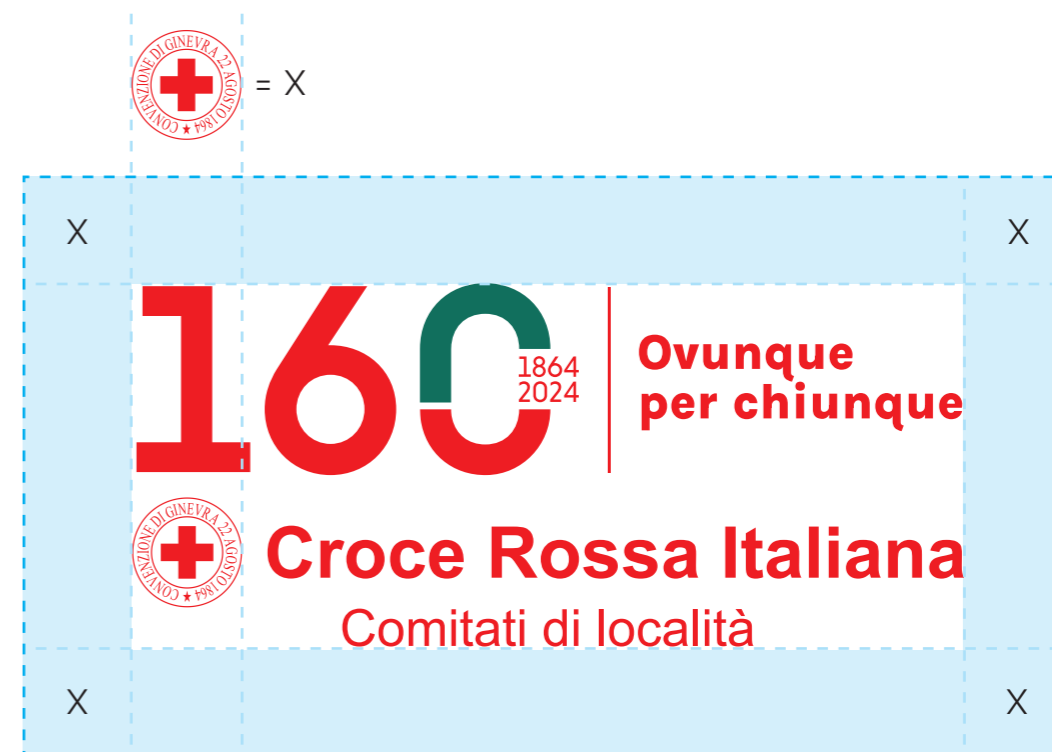 CONVENZIONE DI GINEVRA 22 AGOSTO 1864 ★
= X
X X
160
1864
2024
Ovunque
per chiunque
CONVENZIONE DI GINEVRA 22 AGOSTO 1864 ★
Croce Rossa Italiana
Comitati di località
X X